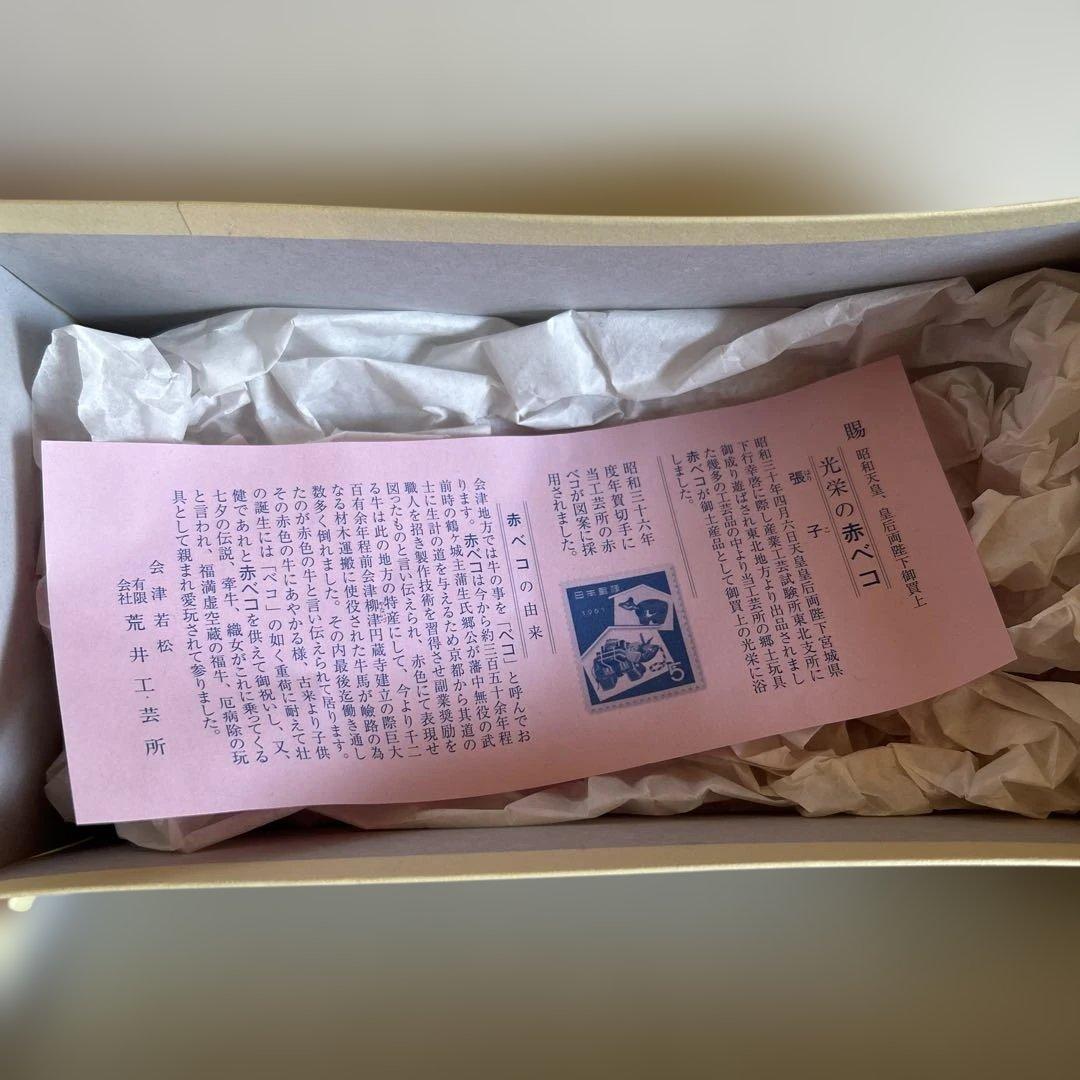 賜 昭和天皇、皇后両陛下御買上
光栄の赤ベコ
張子
はりこ
昭和三十年四月六日天皇皇后両陛下宮城県
下行幸啓に際し産業工芸試験所東北支所に
御成り遊ばされ東北地方より出品されまし
た幾多の工芸品の中より当工芸所の郷土玩具
赤ベコが御土産品として御買上の光栄に浴
しました。
昭和三十六年
度年賀切手に
当工芸所の赤
ベコが図案に採
用されました。
日本郵便
1961
5
赤ベコの由来
会津地方では牛の事を「ベコ」と呼んでお
ります。赤ベコは今から約三百五十余年程
前時の鶴ヶ城主蒲生氏郷公が藩中無役の武
士に生計の道を与えるため京都から其道の
職人を招き製作技術を習得させ副業奨励を
図ったものと言い伝えられ、赤色にて表現せ
る牛は此の地方の特産にして、今より千二
百有余年程前会津柳津円蔵寺建立の際巨大
なる材木運搬に使役された牛馬が嶮路の為
数多く倒れました。その内最後迄働き通し
たのが赤色の牛と言い伝えられて居ります。
その赤色の牛にあやかる様、古来より子供
の誕生には「ベコ」の如く、重荷に耐えて壮
健であれと赤ベコを供えて御祝いし、又、
七夕の伝説、牽牛、織女がこれに乗ってくる
と言われ、福満虚空蔵の福牛、厄病除の玩
具として親まれ愛玩されて参りました。
会津若松
有限会社 荒井工芸所